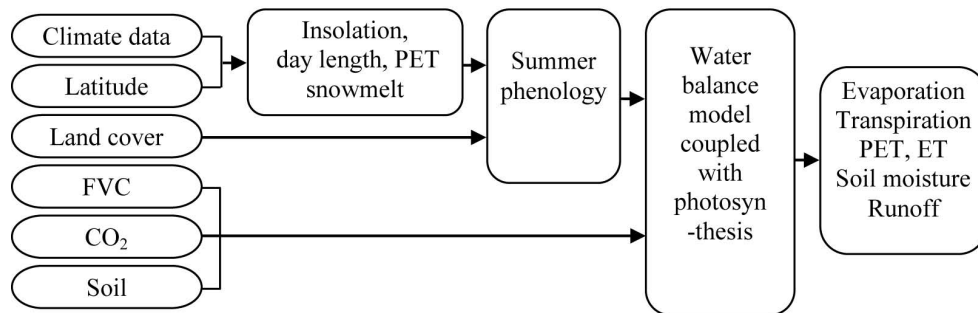 Climate data
Latitude
Land cover
FVC
CO₂
Soil
Insolation,
day length, PET
snowmelt
Summer
phenology
Water
balance
model
coupled
with
photosyn
-thesis
Evaporation
Transpiration
PET, ET
Soil moisture
Runoff